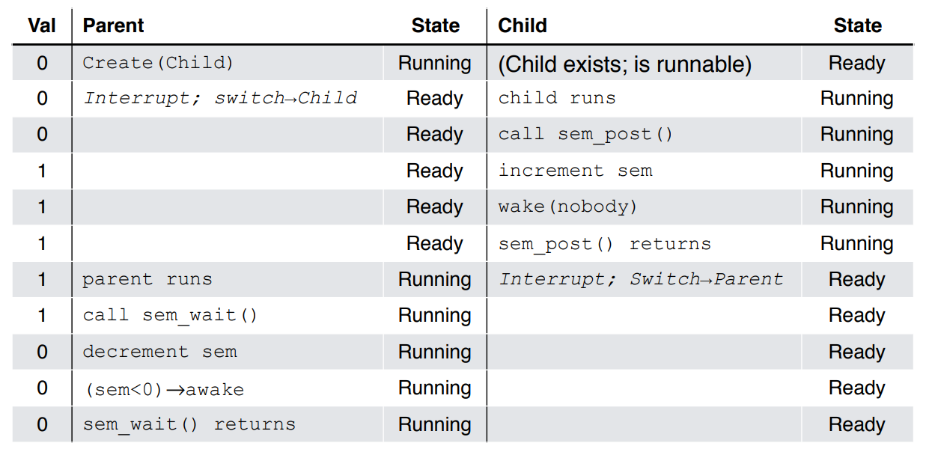 Val Parent State Child State
0 Create(Child) Running (Child exists; is runnable) Ready
0 Interrupt; switch→Child Ready child runs Running
0 Ready call sem_post() Running
1 Ready increment sem Running
1 Ready wake(nobody) Running
1 Ready sem_post() returns Running
1 parent runs Running Interrupt; Switch→Parent Ready
1 call sem_wait() Running Ready
0 decrement sem Running Ready
0 (sem<0)→awake Running Ready
0 sem_wait() returns Running Ready